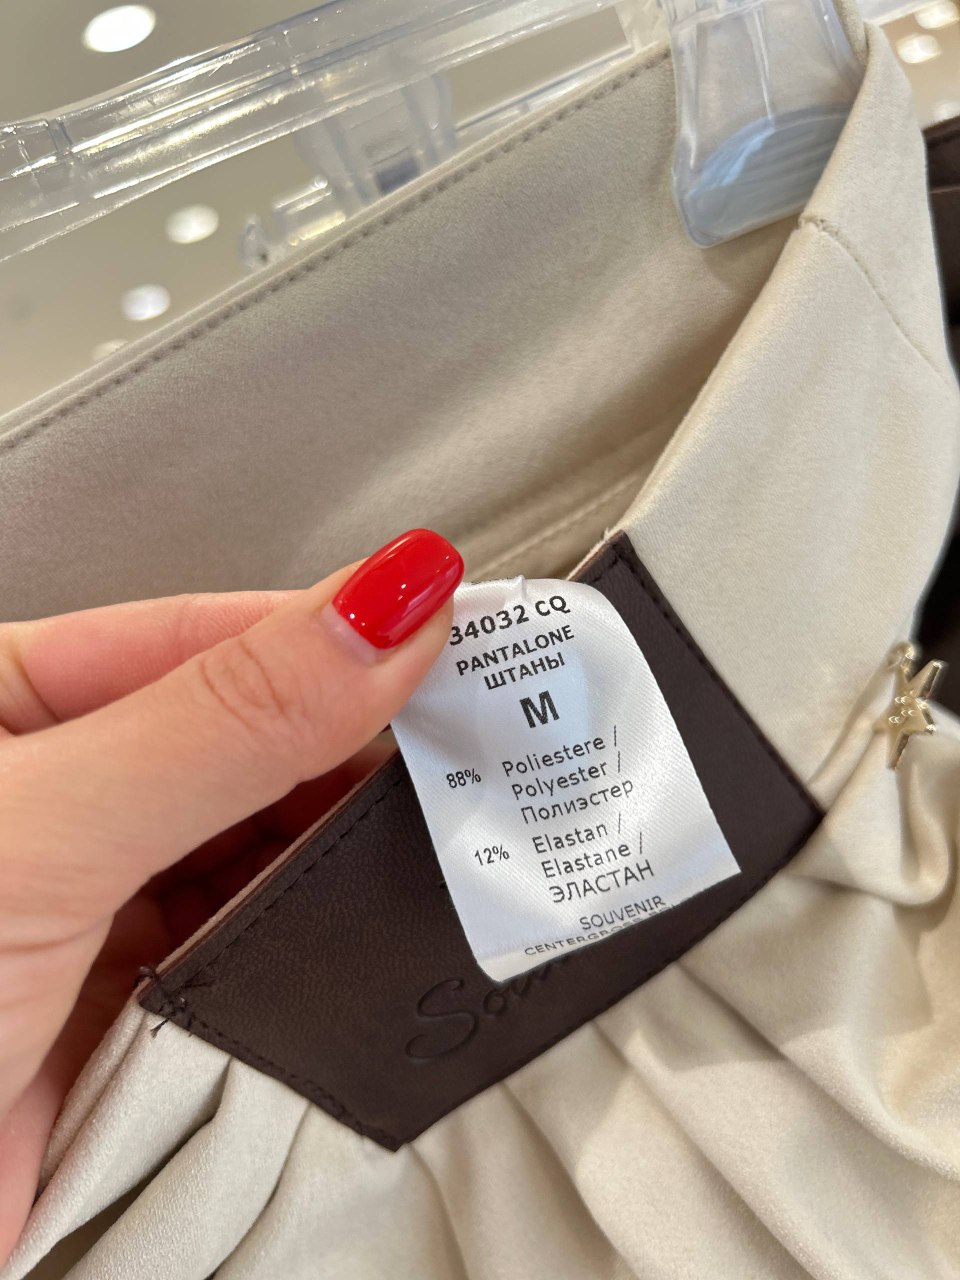 34032 CQ
PANTALONE
ШТАНЫ
M
88% Poliestere /
Polyester /
Полиэстер
12% Elastan /
Elastane /
ЭЛАСТАН
SOUVENIR